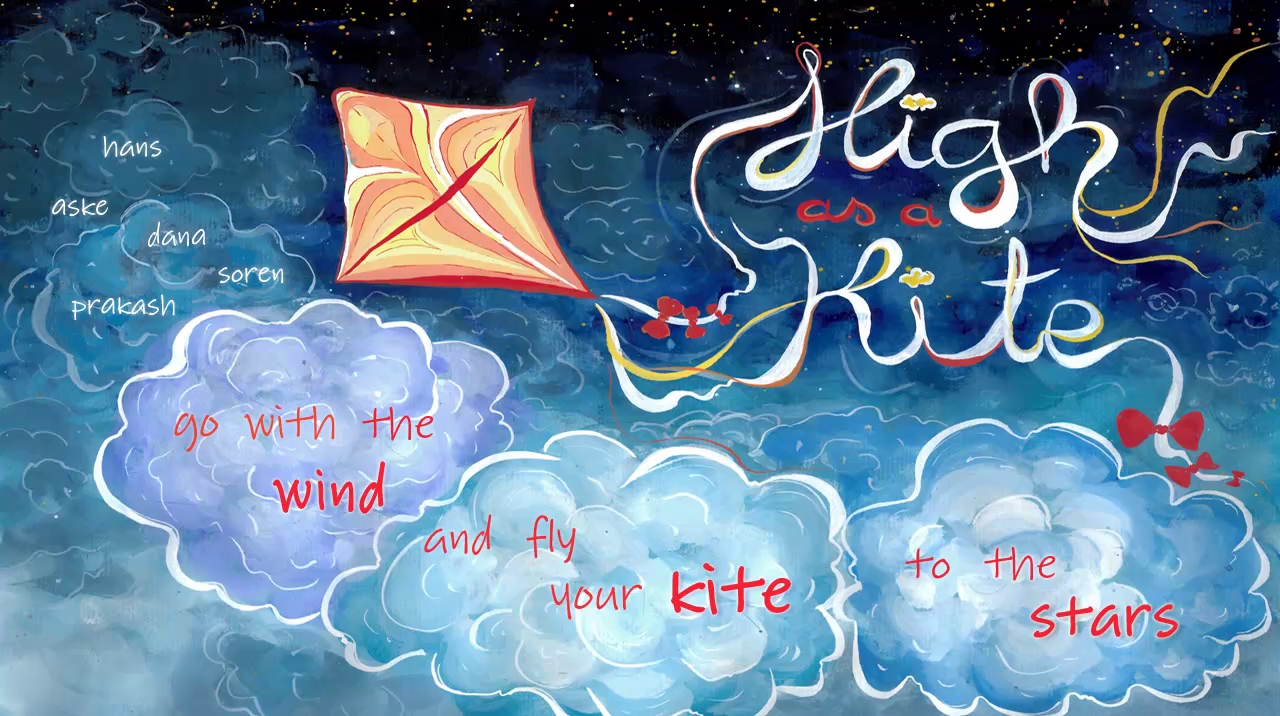 High
as a
Kite
hans
aske
dana
soren
prakash
go with the
wind
and fly
your kite
to the
stars